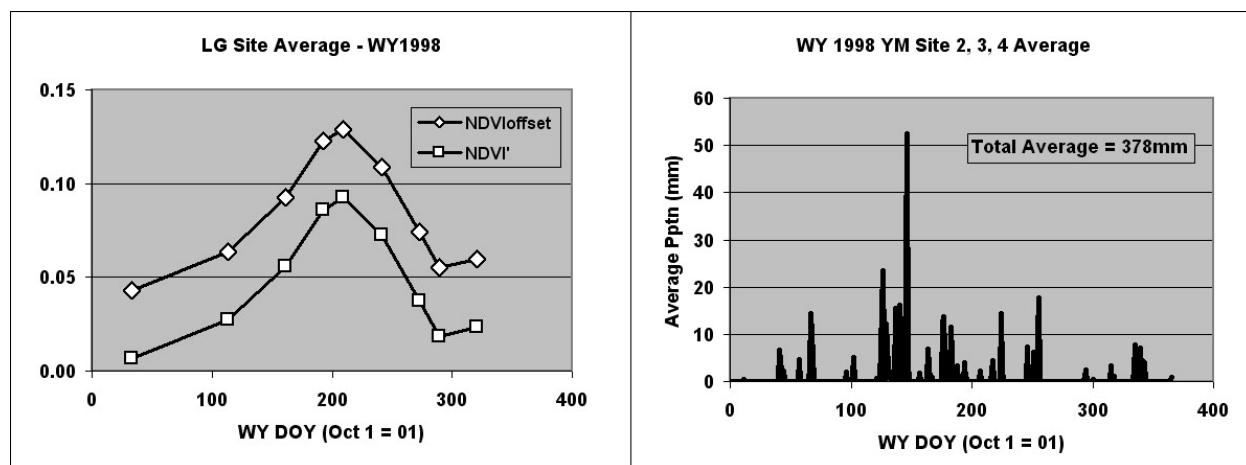 LG Site Average - WY1998
0.15
0.10
0.05
0.00
NDVIoffset
NDVI'
0 100 200 300 400
WY DOY (Oct 1 = 01)
WY 1998 YM Site 2, 3, 4 Average
Average Pptn (mm)
60
50
40
30
20
10
0
Total Average = 378mm
0 100 200 300 400
WY DOY (Oct 1 = 01)